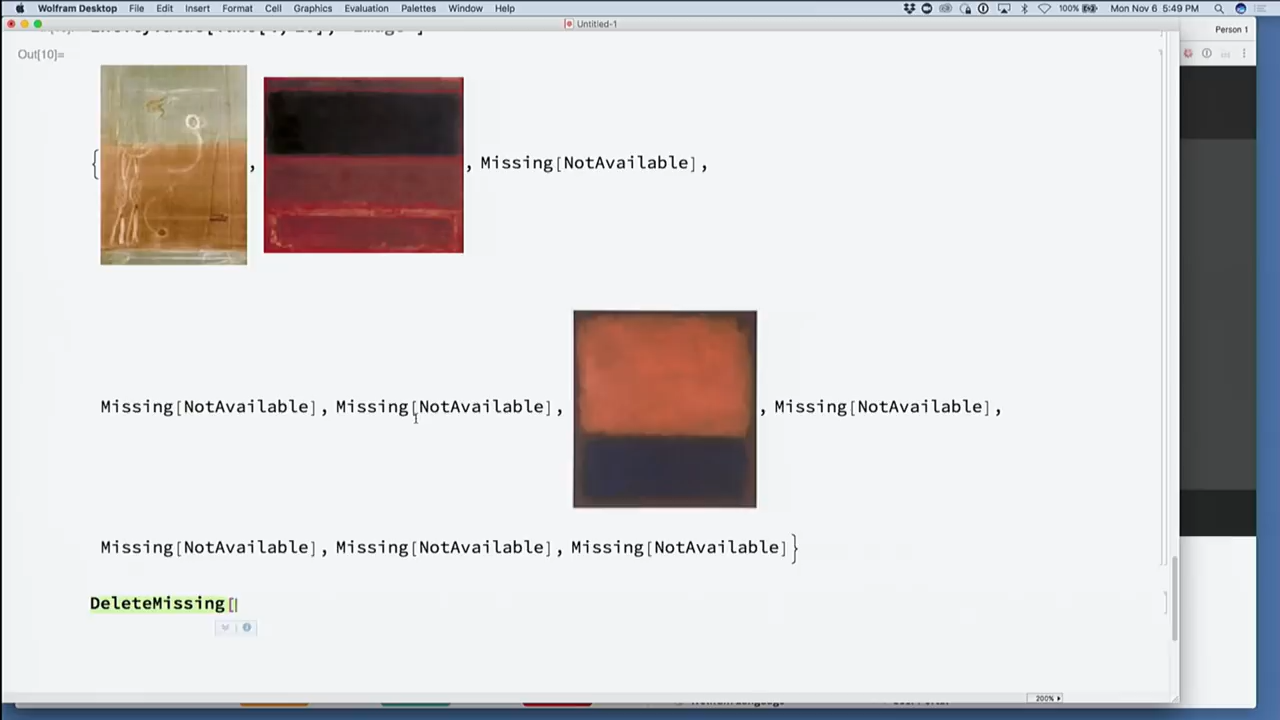 Wolfram Desktop File Edit Insert Format Cell Graphics Evaluation Palettes Window Help 100% Mon Nov 6 5:49 PM
Untitled-1
Person 1
Out[10]=
{ , , Missing[NotAvailable],
Missing[NotAvailable], Missing[NotAvailable], , Missing[NotAvailable],
Missing[NotAvailable], Missing[NotAvailable], Missing[NotAvailable]}
DeleteMissing[
200%